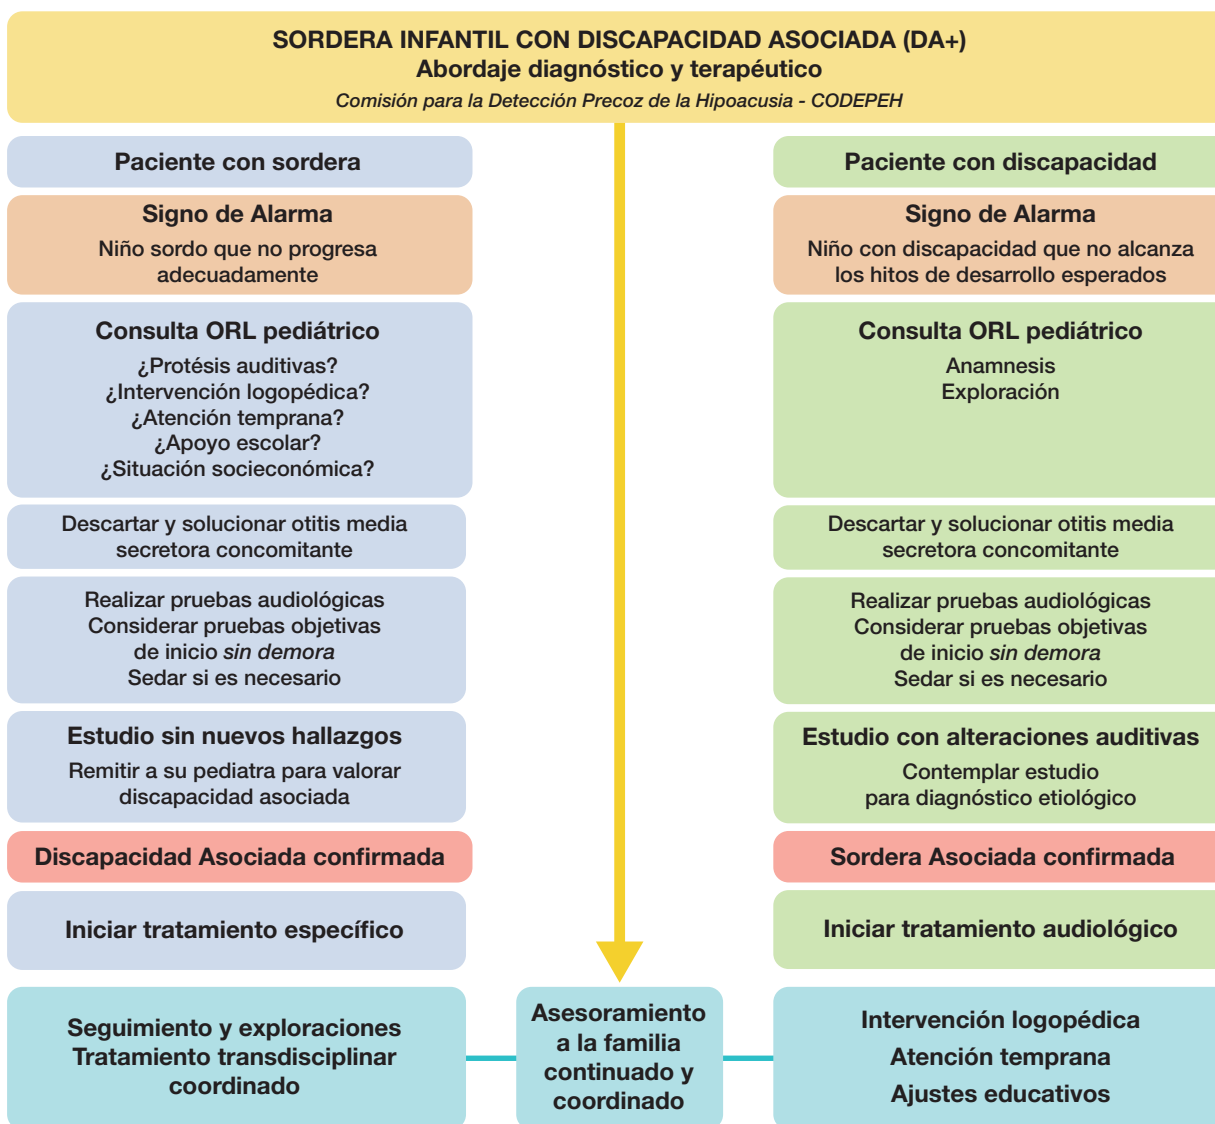 SORDERA INFANTIL CON DISCAPACIDAD ASOCIADA (DA+)
Abordaje diagnóstico y terapéutico
Comisión para la Detección Precoz de la Hipoacusia - CODEPEH
Paciente con sordera
Signo de Alarma
Niño sordo que no progresa
adecuadamente
Consulta ORL pediátrico
¿Protésis auditivas?
¿Intervención logopédica?
¿Atención temprana?
¿Apoyo escolar?
¿Situación socieconómica?
Descartar y solucionar otitis media
secretora concomitante
Realizar pruebas audiológicas
Considerar pruebas objetivas
de inicio sin demora
Sedar si es necesario
Estudio sin nuevos hallazgos
Remitir a su pediatra para valorar
discapacidad asociada
Discapacidad Asociada confirmada
Iniciar tratamiento específico
Seguimiento y exploraciones
Tratamiento transdisciplinar
coordinado
Asesoramiento
a la familia
continuado y
coordinado
Paciente con discapacidad
Signo de Alarma
Niño con discapacidad que no alcanza
los hitos de desarrollo esperados
Consulta ORL pediátrico
Anamnesis
Exploración
Descartar y solucionar otitis media
secretora concomitante
Realizar pruebas audiológicas
Considerar pruebas objetivas
de inicio sin demora
Sedar si es necesario
Estudio con alteraciones auditivas
Contemplar estudio
para diagnóstico etiológico
Sordera Asociada confirmada
Iniciar tratamiento audiológico
Intervención logopédica
Atención temprana
Ajustes educativos